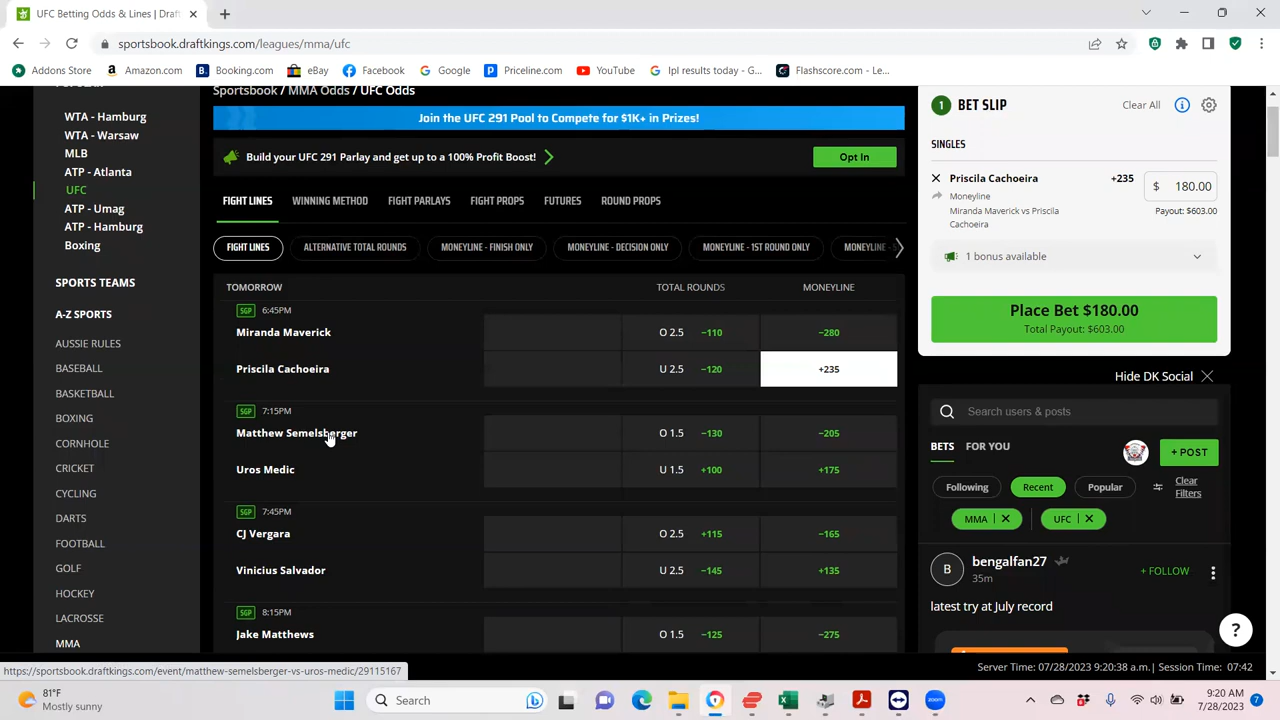 UFC Betting Odds & Lines | Draf
sportsbook.draftkings.com/leagues/mma/ufc
Addons Store
Amazon.com
Booking.com
eBay
Facebook
Google
Priceline.com
YouTube
Ipl results today - G...
Flashscore.com - Le...
WTA - Hamburg
WTA - Warsaw
MLB
ATP - Atlanta
UFC
ATP - Umag
ATP - Hamburg
Boxing
SPORTS TEAMS
A-Z SPORTS
AUSSIE RULES
BASEBALL
BASKETBALL
BOXING
CORNHOLE
CRICKET
CYCLING
DARTS
FOOTBALL
GOLF
HOCKEY
LACROSSE
MMA
Sportsbook / MMA Odds / UFC Odds
Join the UFC 291 Pool to Compete for $1K+ in Prizes!
Build your UFC 291 Parlay and get up to a 100% Profit Boost!
Opt In
FIGHT LINES WINNING METHOD FIGHT PARLAYS FIGHT PROPS FUTURES ROUND PROPS
FIGHT LINES ALTERNATIVE TOTAL ROUNDS MONEYLINE - FINISH ONLY MONEYLINE - DECISION ONLY MONEYLINE - 1ST ROUND ONLY MONEYLINE -
TOMORROW TOTAL ROUNDS MONEYLINE
SGP 6:45PM
Miranda Maverick O 2.5 −110 −280
Priscila Cachoeira U 2.5 −120 +235
SGP 7:15PM
Matthew Semelsberger O 1.5 −130 −205
Uros Medic U 1.5 +100 +175
SGP 7:45PM
CJ Vergara O 2.5 +115 −165
Vinicius Salvador U 2.5 −145 +135
SGP 8:15PM
Jake Matthews O 1.5 −125 −275
1 BET SLIP Clear All
SINGLES
Priscila Cachoeira +235 $ 180.00
Moneyline
Miranda Maverick vs Priscila
Cachoeira
Payout: $603.00
1 bonus available
Place Bet $180.00
Total Payout: $603.00
Hide DK Social
Search users & posts
BETS FOR YOU
+ POST
Following Recent Popular
Clear
Filters
MMA UFC
B bengalfan27
35m
+ FOLLOW
latest try at July record
?
https://sportsbook.draftkings.com/event/matthew-semelsberger-vs-uros-medic/29115167
Server Time: 07/28/2023 9:20:38 a.m.| Session Time: 07:42
81°F
Mostly sunny
Search
9:20 AM
7/28/2023
7